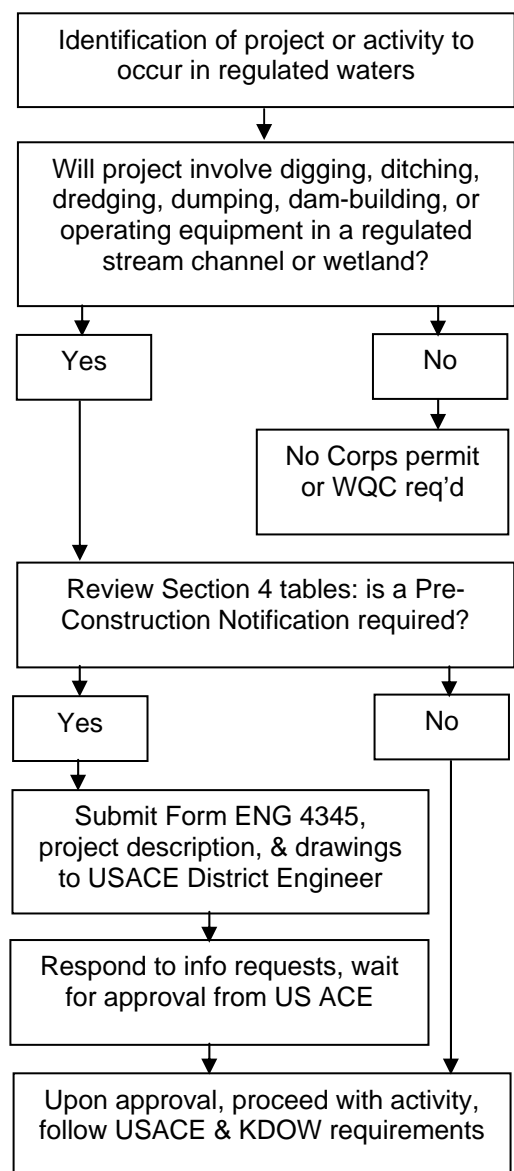 Identification of project or activity to
occur in regulated waters
Will project involve digging, ditching,
dredging, dumping, dam-building, or
operating equipment in a regulated
stream channel or wetland?
Yes
No
No Corps permit
or WQC req’d
Review Section 4 tables: is a Pre-
Construction Notification required?
Yes
No
Submit Form ENG 4345,
project description, & drawings
to USACE District Engineer
Respond to info requests, wait
for approval from US ACE
Upon approval, proceed with activity,
follow USACE & KDOW requirements